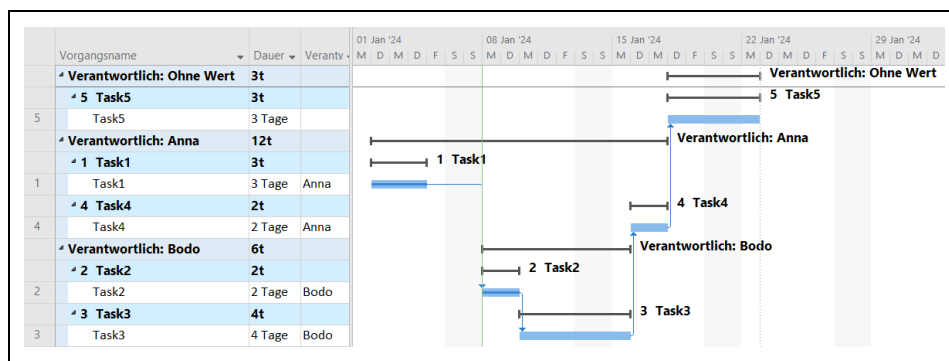 01 Jan '24 08 Jan '24 15 Jan '24 22 Jan '24 29 Jan '24
Vorgangsname Dauer Verantv M D M D F S S M D M D F S S M D M D F S S M D M D F S S M D M D
Verantwortlich: Ohne Wert 3t Verantwortlich: Ohne Wert
5 Task5 3t 5 Task5
5 Task5 3 Tage
Verantwortlich: Anna 12t Verantwortlich: Anna
1 Task1 3t 1 Task1
1 Task1 3 Tage Anna
4 Task4 2t 4 Task4
4 Task4 2 Tage Anna
Verantwortlich: Bodo 6t Verantwortlich: Bodo
2 Task2 2t 2 Task2
2 Task2 2 Tage Bodo
3 Task3 4t 3 Task3
3 Task3 4 Tage Bodo